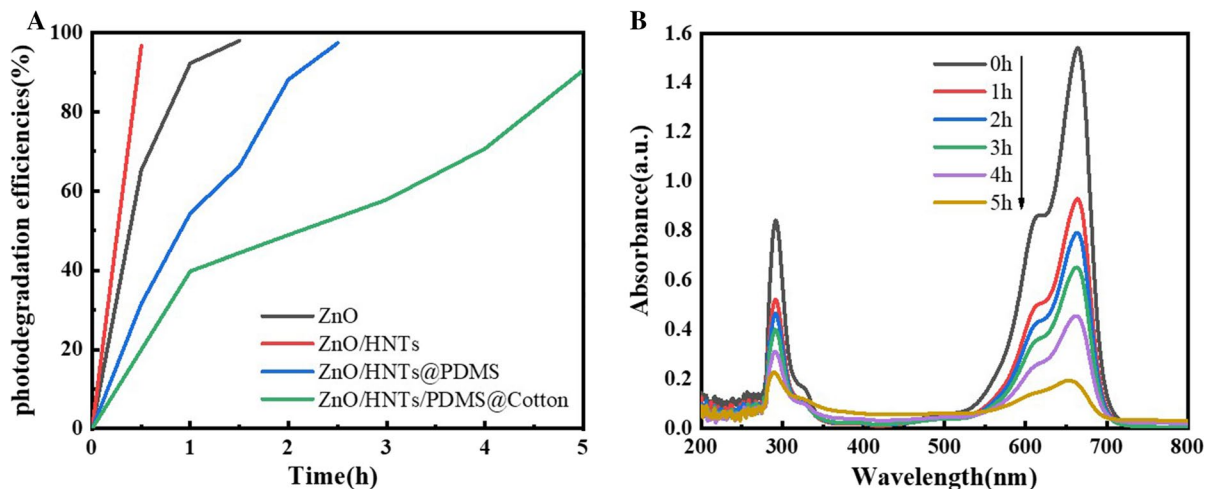 A
photodegradation efficiencies(%)
100
80
60
40
20
0
0 1 2 3 4 5
Time(h)
ZnO
ZnO/HNTs
ZnO/HNTs@PDMS
ZnO/HNTs/PDMS@Cotton
B
Absorbance(a.u.)
1.6
1.4
1.2
1.0
0.8
0.6
0.4
0.2
0.0
200 300 400 500 600 700 800
Wavelength(nm)
0h
1h
2h
3h
4h
5h